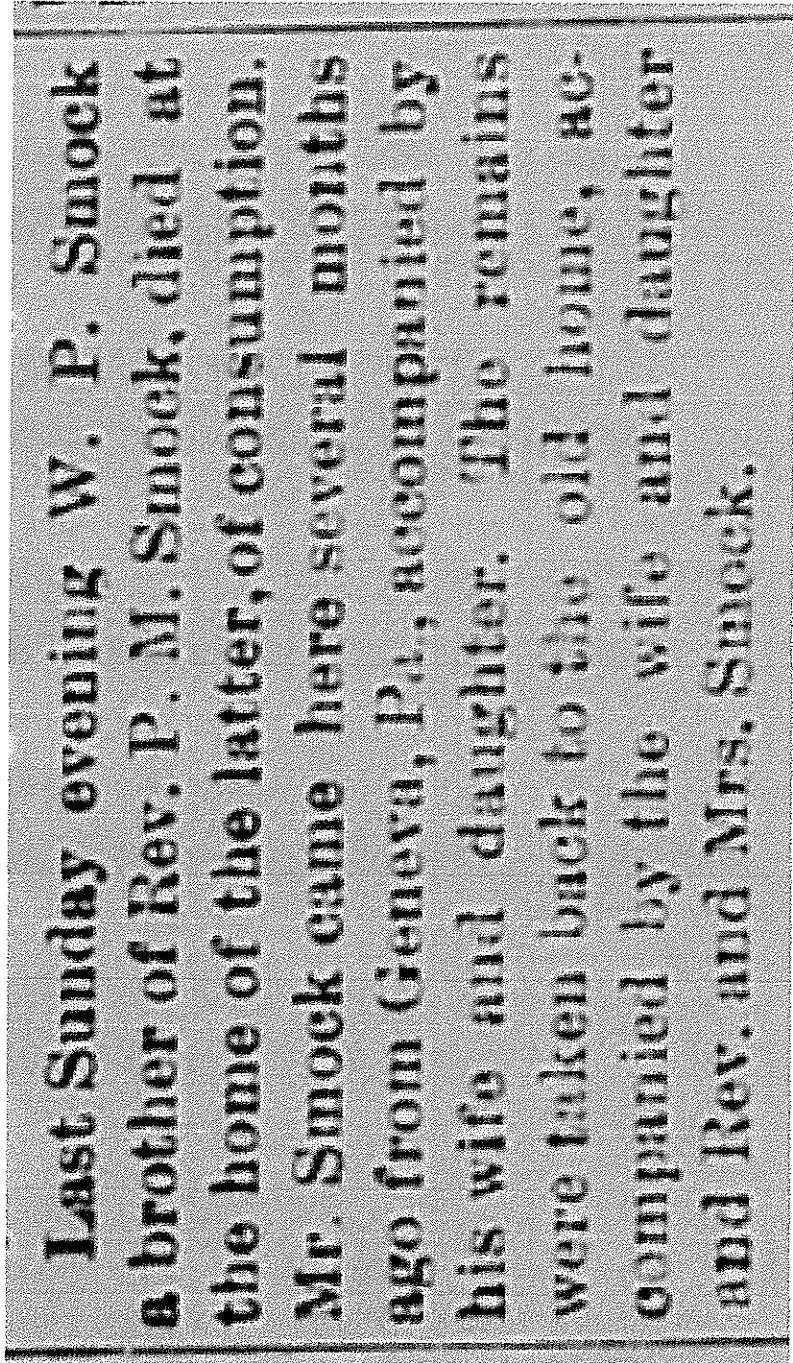 Last Sunday evening W. P. Smock
a brother of Rev. P. M. Smock, died at
the home of the latter, of consumption.
Mr. Smock came here several months
ago from Geneva, Pa., accompanied by
his wife and daughter. The remains
were taken back to the old home, ac-
companied by the wife and daughter
and Rev. and Mrs. Smock.